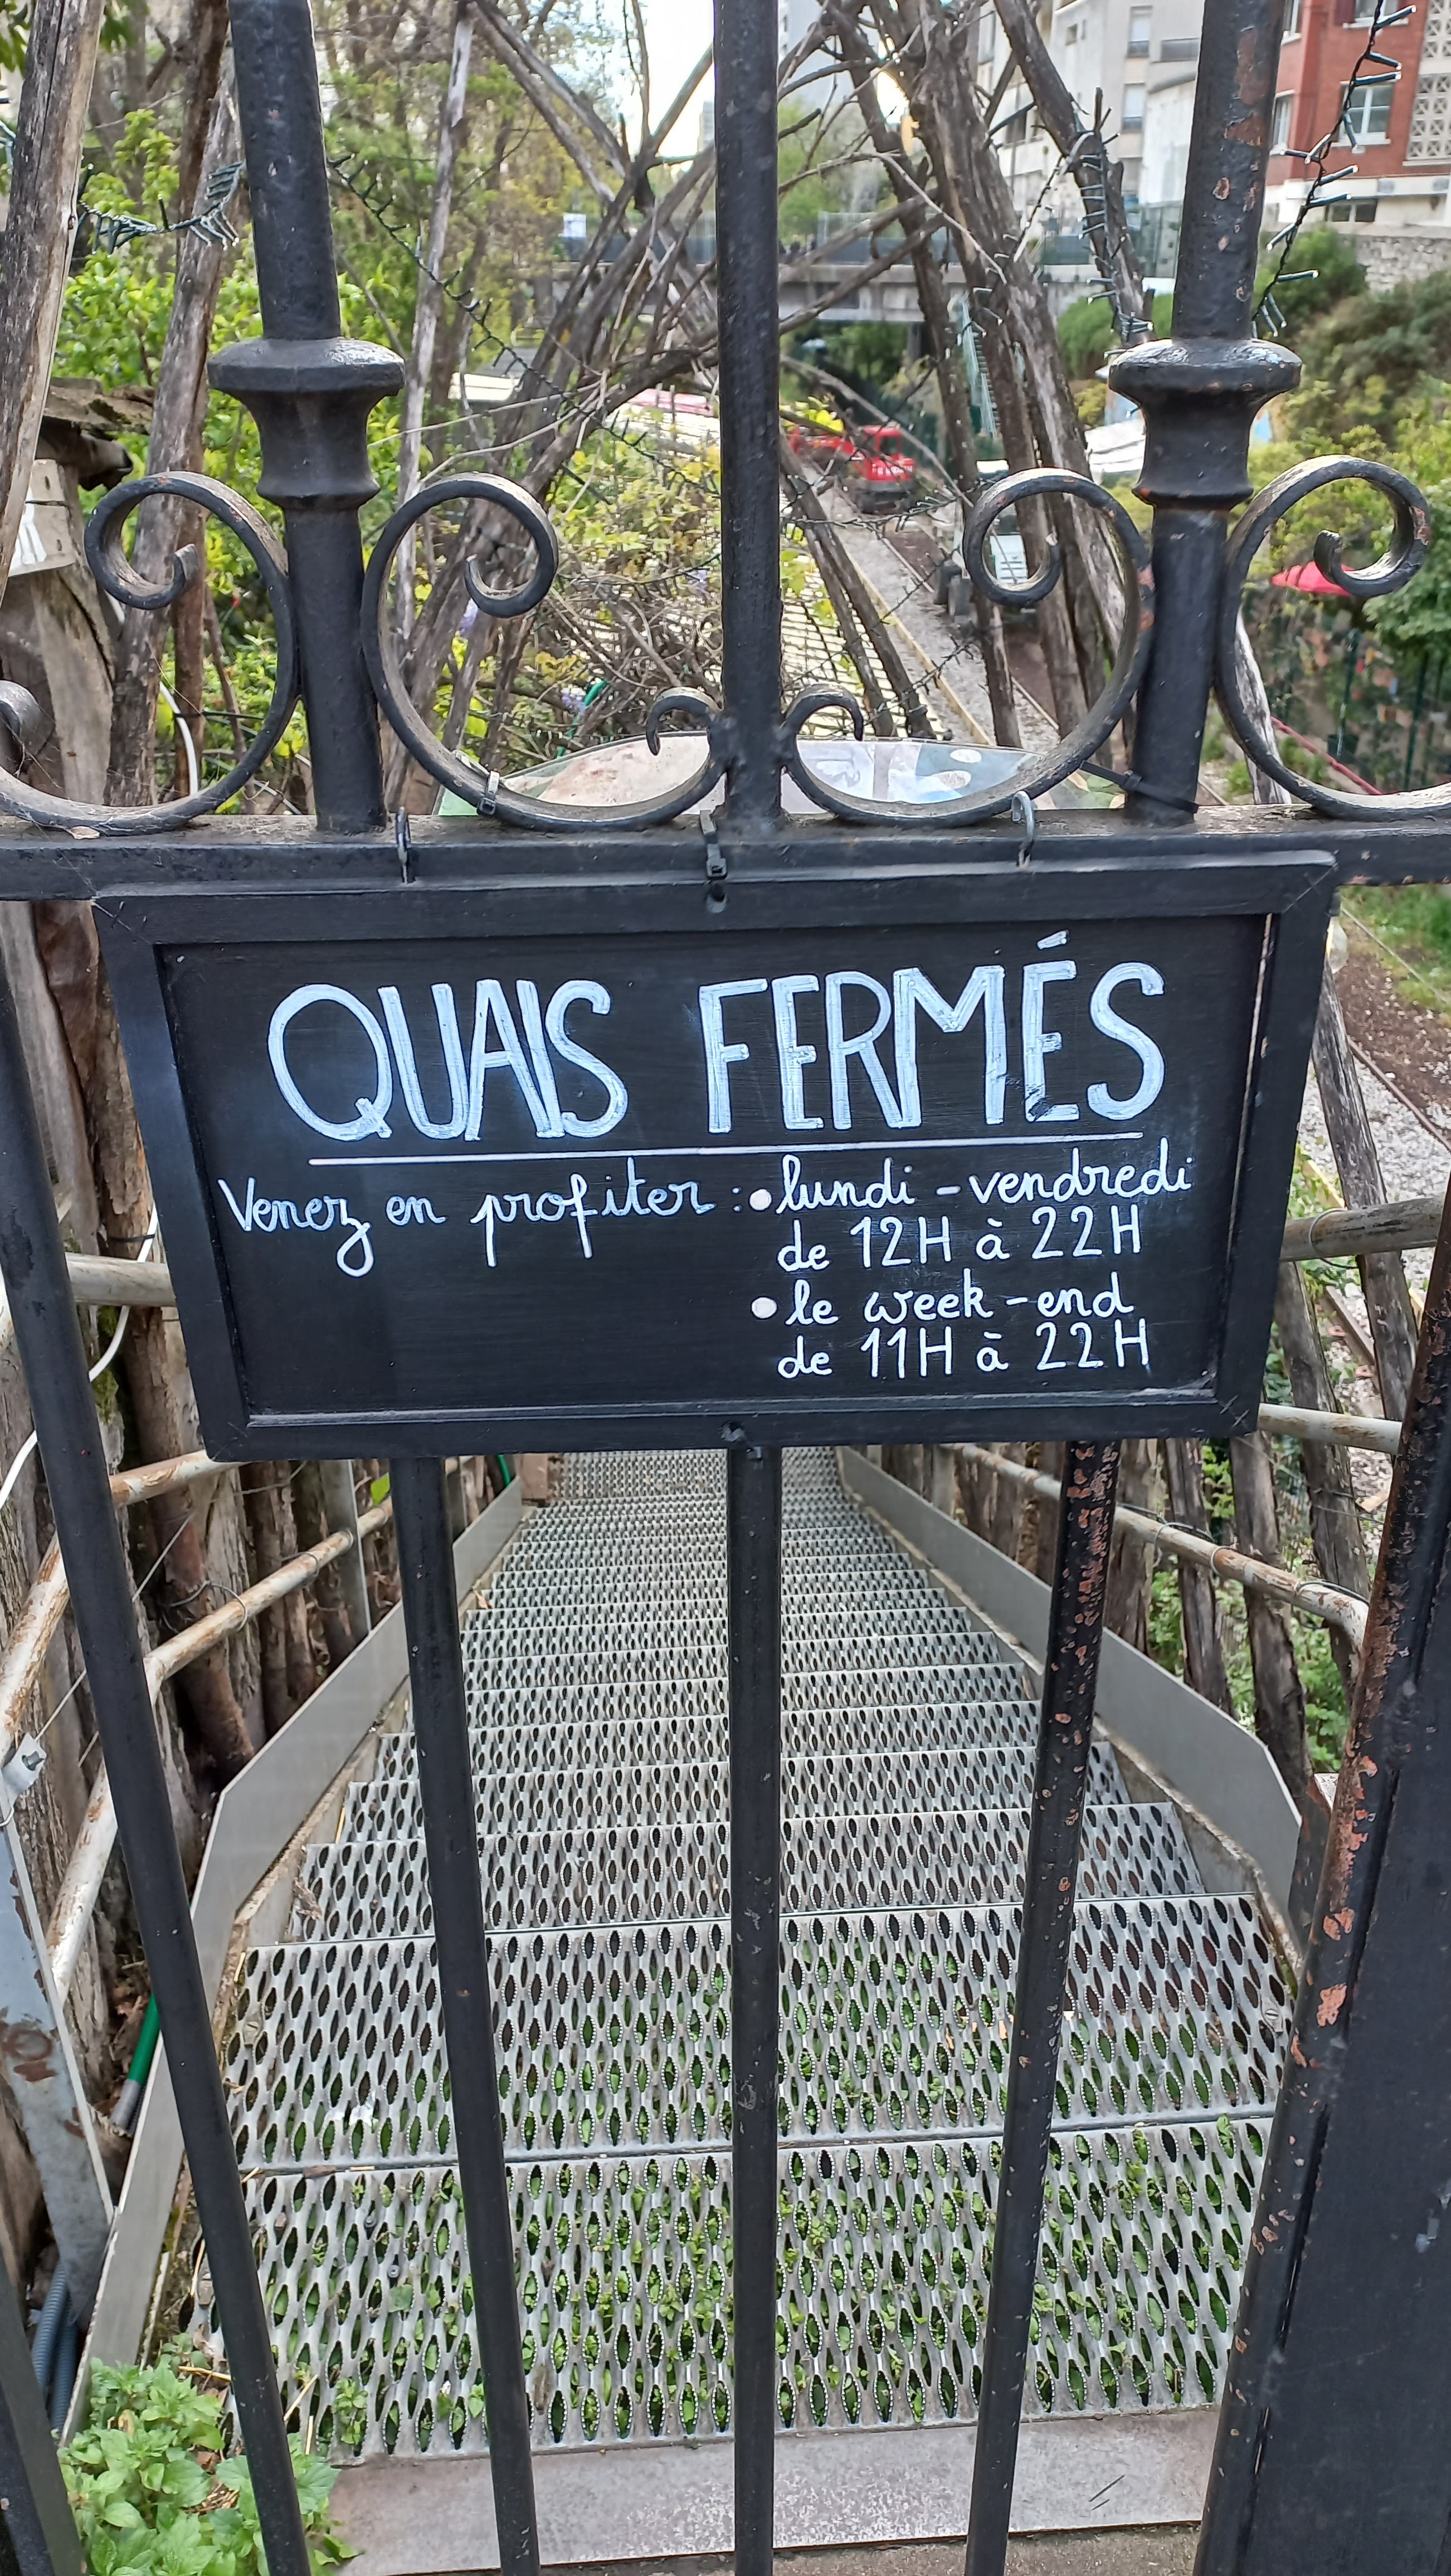 QUAIS FERMÉS
Venez en profiter : • lundi - vendredi
de 12H à 22H
• le week-end
de 11H à 22H